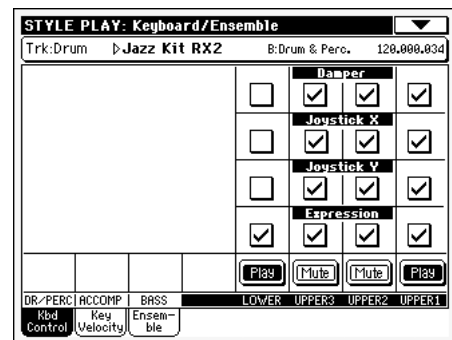 STYLE PLAY: Keyboard/Ensemble
Trk:Drum ▷Jazz Kit RX2 B:Drum & Perc. 120.000.034
Damper
Joystick X
Joystick Y
Expression
Play Mute Mute Play
DR/PERC ACCOMP BASS LOWER UPPER3 UPPER2 UPPER1
Kbd Key Ensem-
Control Velocity ble